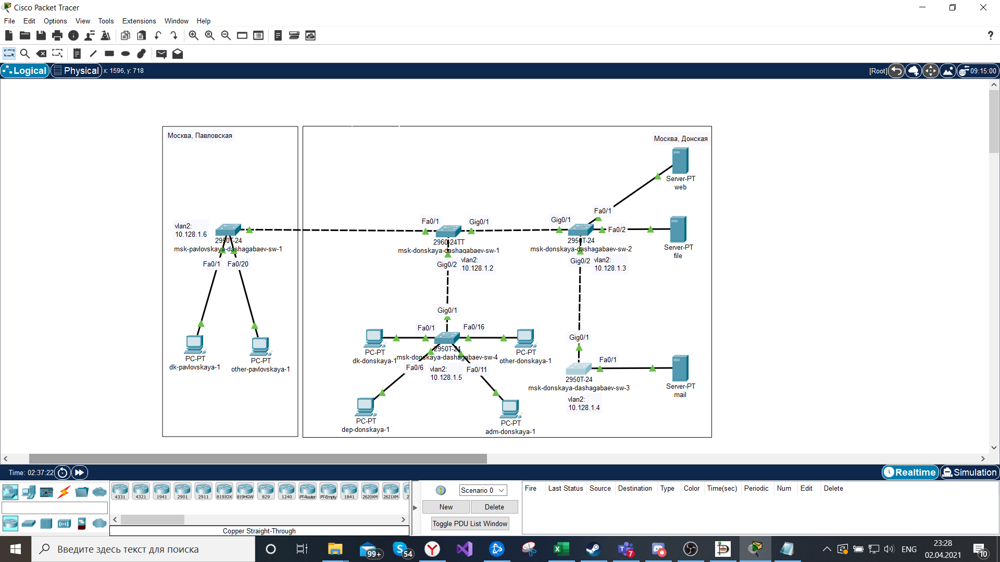 Cisco Packet Tracer
File Edit Options View Tools Extensions Window Help
Logical Physical x: 1596, y: 718 [Root] 09:15:00
Москва, Павловская
Москва, Донская
Server-PT
web
Fa0/1
vlan2:
10.128.1.6
2950T-24
msk-pavlovskaya-dashagabaev-sw-1
Fa0/1 Fa0/20
Fa0/1
Gig0/1
2960-24TT
msk-donskaya-dashagabaev-sw-1
Gig0/2
vlan2:
10.128.1.2
Gig0/1
Fa0/2
2950T-24
msk-donskaya-dashagabaev-sw-2
Gig0/2
vlan2:
10.128.1.3
Server-PT
file
PC-PT
dk-pavlovskaya-1
PC-PT
other-pavlovskaya-1
Gig0/1
Fa0/1
Fa0/16
PC-PT
dk-donskaya-1
2950T-24
msk-donskaya-dashagabaev-sw-4
PC-PT
other-donskaya-1
Fa0/6
vlan2:
10.128.1.5
Fa0/11
PC-PT
dep-donskaya-1
PC-PT
adm-donskaya-1
Gig0/1
Fa0/1
2950T-24
msk-donskaya-dashagabaev-sw-3
vlan2:
10.128.1.4
Server-PT
mail
Time: 02:37:22
Realtime Simulation
4331 4321 1941 2901 2911 819IOX 819HGW 829 1240 PT-Router PT-Empty 1841 2620XM 2621XM
Copper Straight-Through
Scenario 0
New Delete
Toggle PDU List Window
Fire Last Status Source Destination Type Color Time(sec) Periodic Num Edit Delete
Введите здесь текст для поиска
99+ 54 7
ENG
23:28
02.04.2021
10